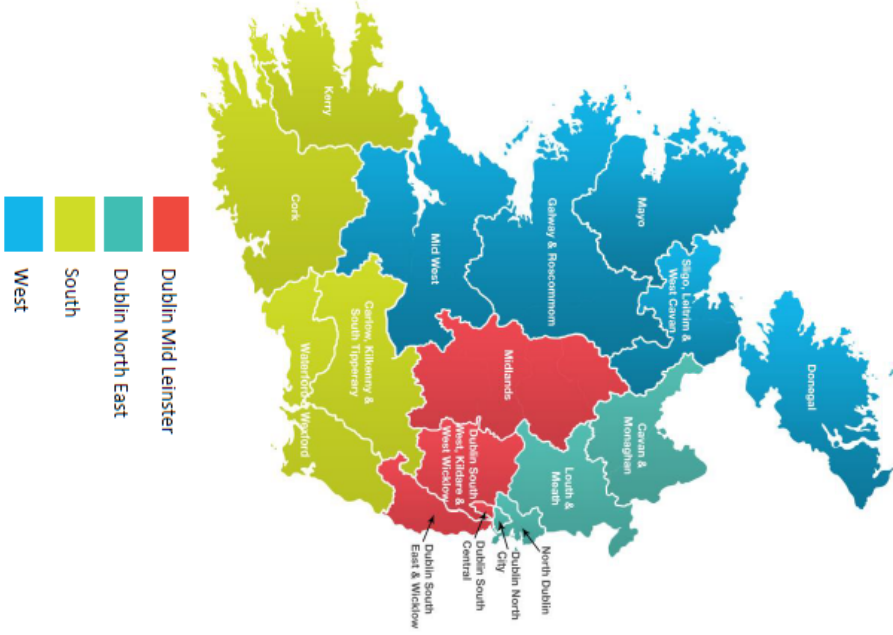 Donegal
Sligo, Leitrim &
West Cavan
Mayo
Cavan &
Monaghan
Galway & Roscommom
Louth &
Meath
North Dublin
Dublin North
City
Midlands
Dublin South
Central
Dublin South
West, Kildare &
West Wicklow
Dublin South
East & Wicklow
Mid West
Carlow, Kilkenny &
South Tipperary
Kerry
Waterford & Wexford
Cork
Dublin Mid Leinster
Dublin North East
South
West